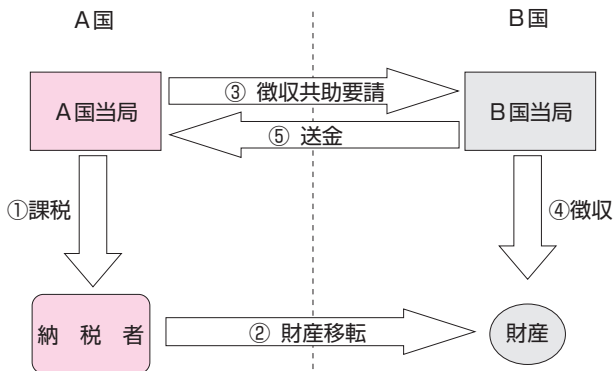 A国
B国
A国当局
③ 徴収共助要請
B国当局
⑤ 送金
①課税
④徴収
納 税 者
② 財産移転
財産